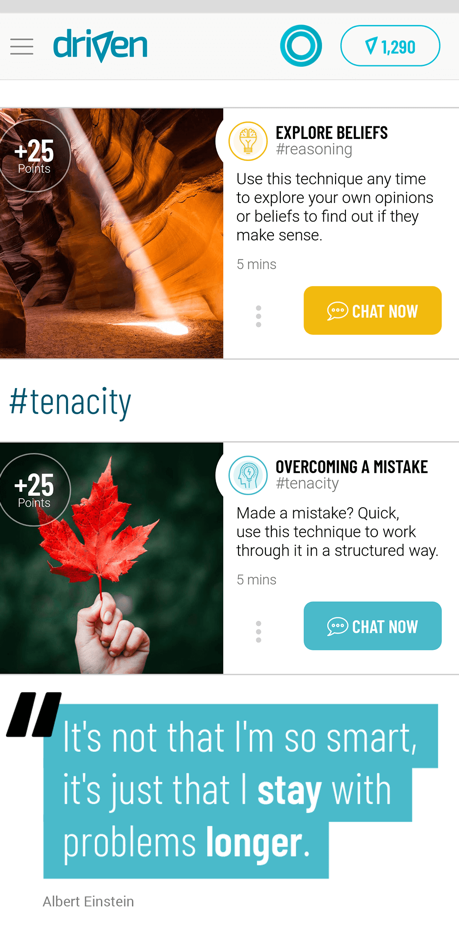 driven
1,290
+25
Points
EXPLORE BELIEFS
#reasoning
Use this technique any time
to explore your own opinions
or beliefs to find out if they
make sense.
5 mins
CHAT NOW
#tenacity
+25
Points
OVERCOMING A MISTAKE
#tenacity
Made a mistake? Quick,
use this technique to work
through it in a structured way.
5 mins
CHAT NOW
"It's not that I'm so smart,
it's just that I stay with
problems longer.
Albert Einstein